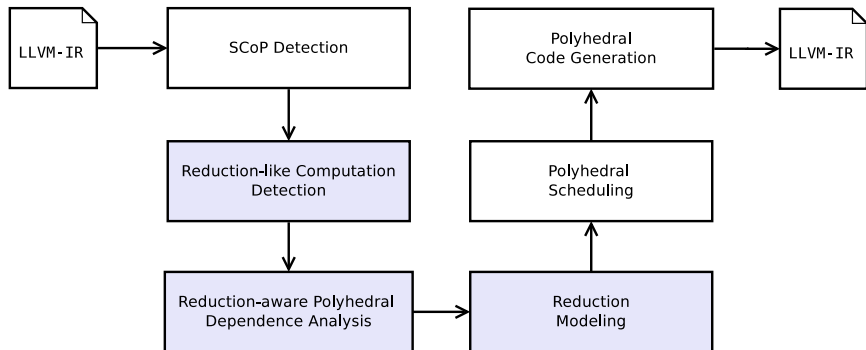 LLVM-IR
SCoP Detection
Reduction-like Computation
Detection
Reduction-aware Polyhedral
Dependence Analysis
Reduction
Modeling
Polyhedral
Scheduling
Polyhedral
Code Generation
LLVM-IR